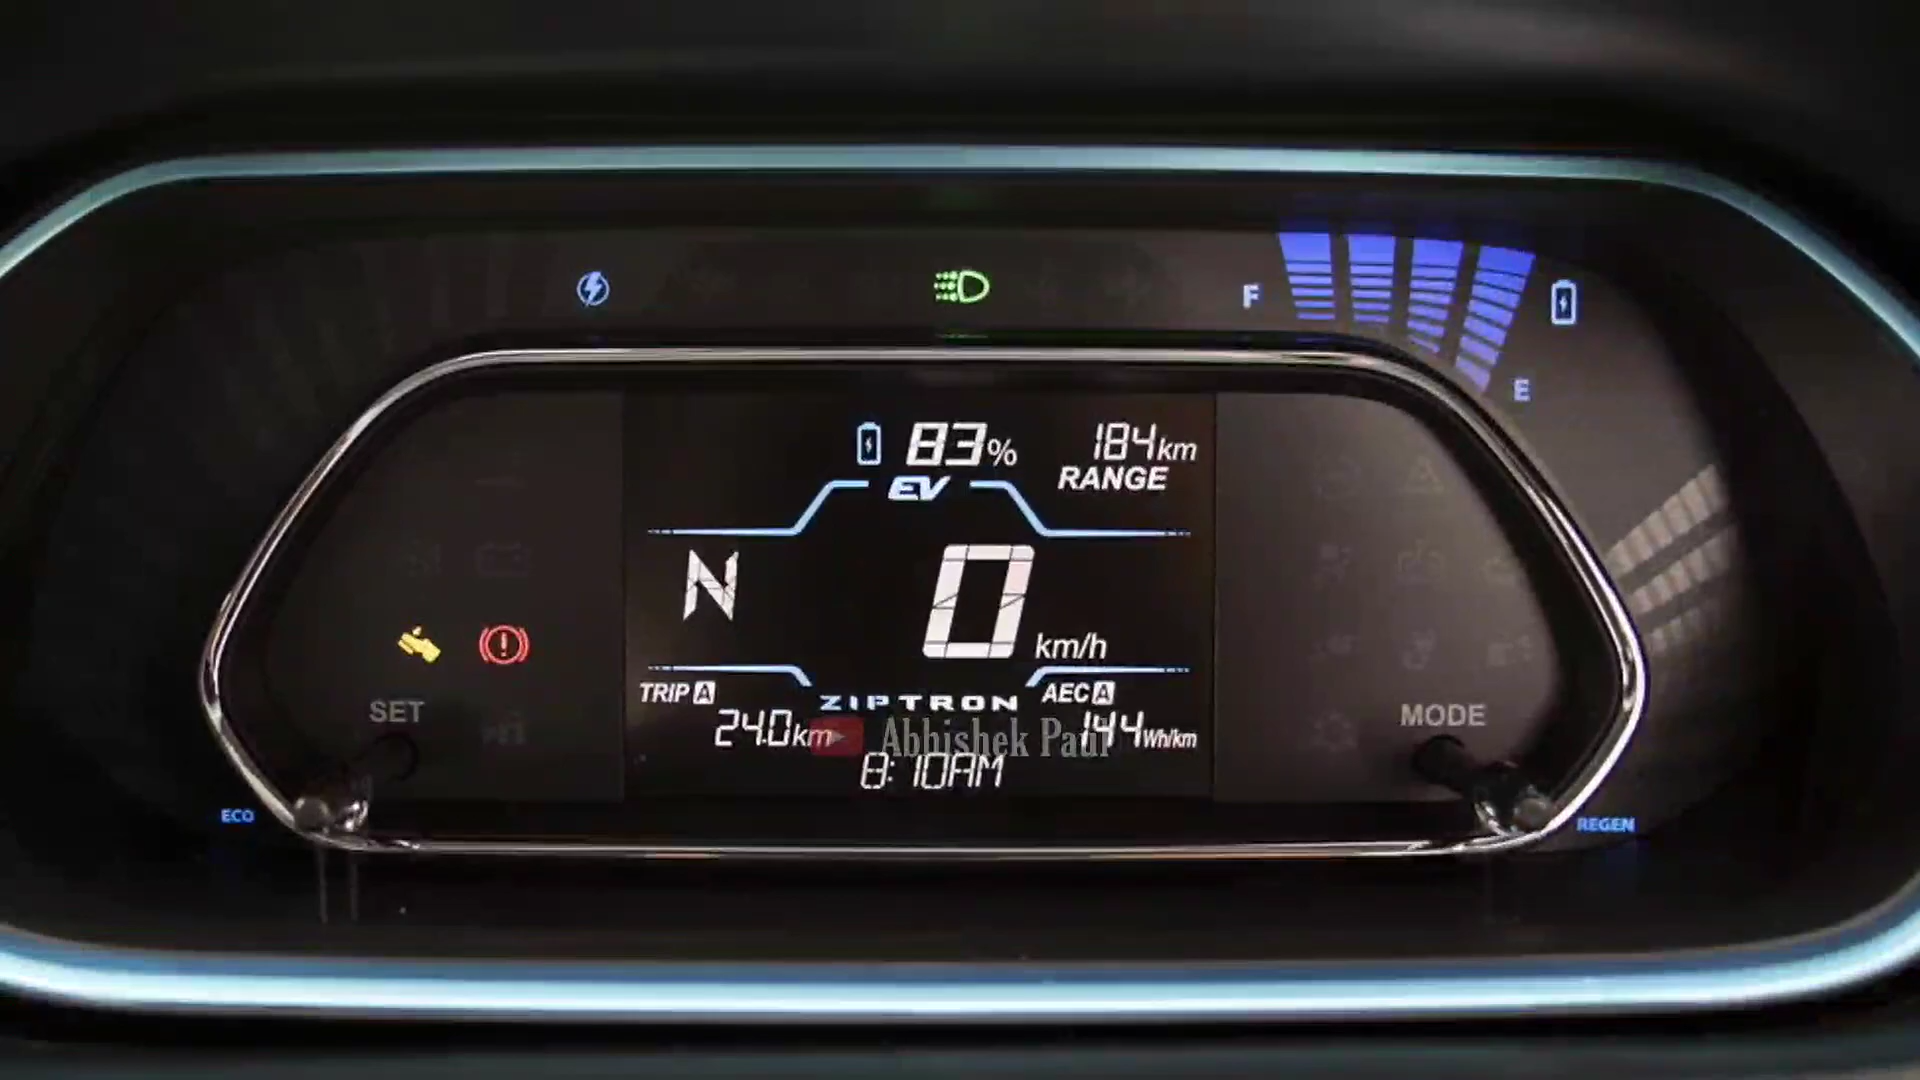 F
E
83%
184km
RANGE
EV
N
0 km/h
TRIP A
ZIPTRON
AEC A
24.0km
Abhishek Paul
144Wh/km
8:10AM
SET
MODE
ECO
REGEN